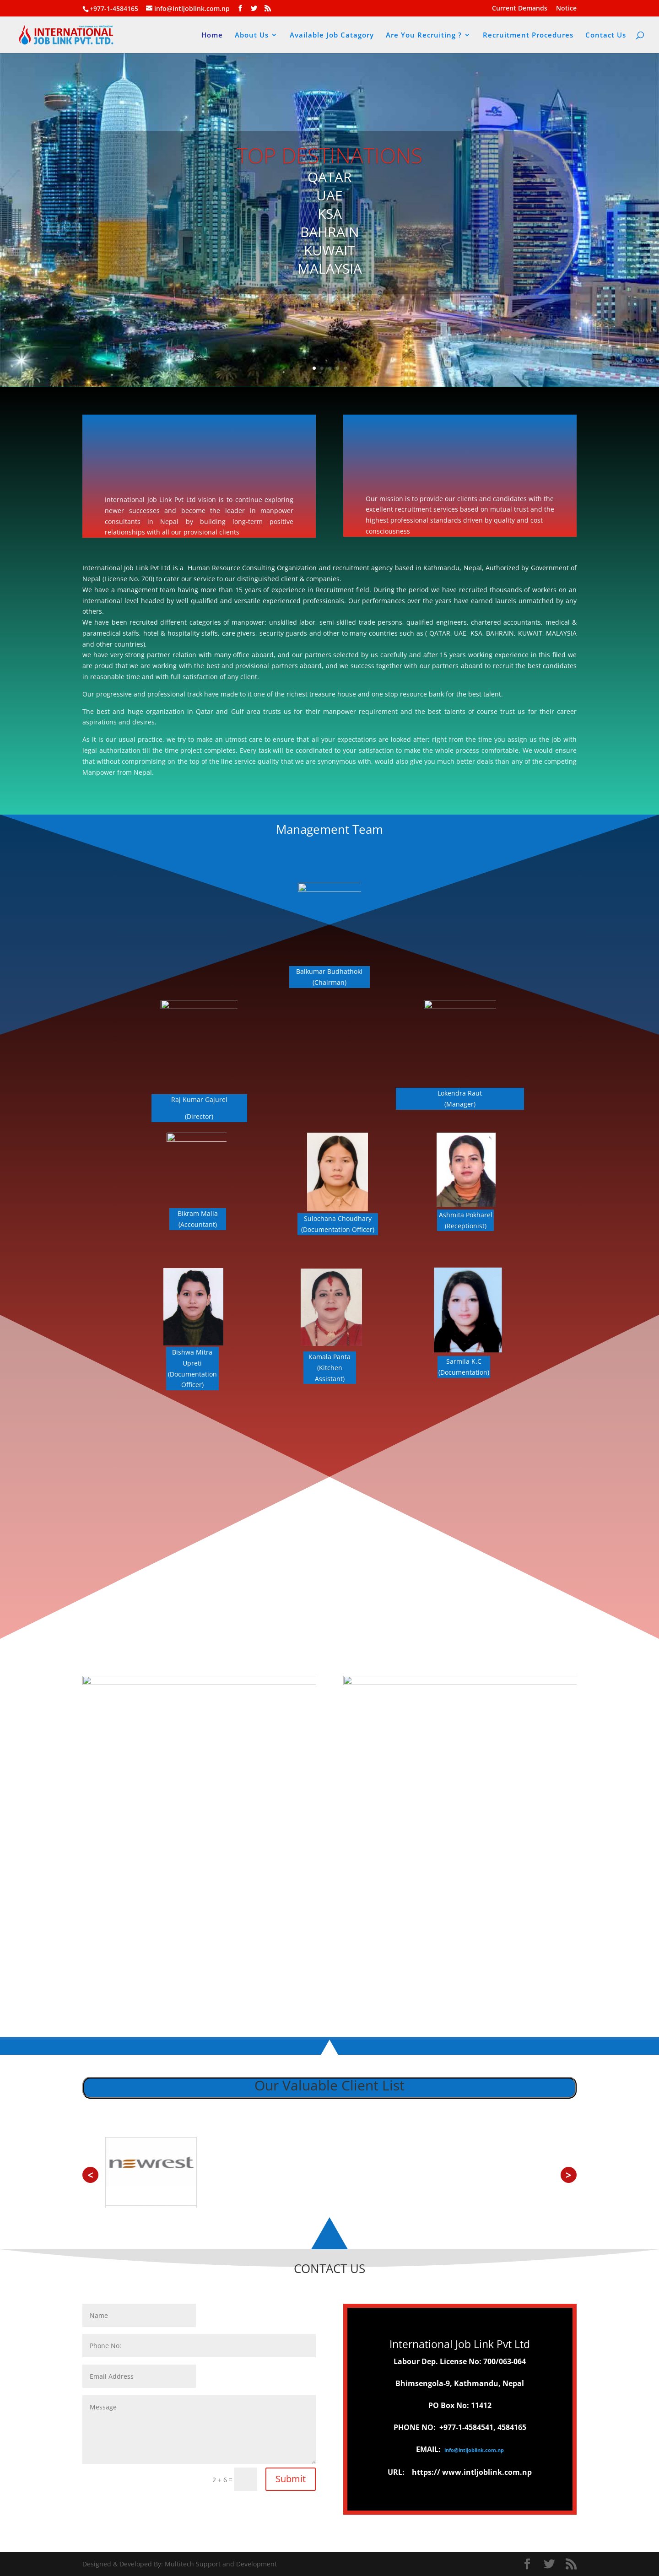 +977-1-4584165 info@intljoblink.com.np
Current Demands Notice
INTERNATIONAL
JOB LINK PVT. LTD.
Home About Us Available Job Catagory Are You Recruiting ? Recruitment Procedures Contact Us
TOP DESTINATIONS
QATAR
UAE
KSA
BAHRAIN
KUWAIT
MALAYSIA
International Job Link Pvt Ltd vision is to continue exploring
newer successes and become the leader in manpower
consultants in Nepal by building long-term positive
relationships with all our provisional clients
Our mission is to provide our clients and candidates with the
excellent recruitment services based on mutual trust and the
highest professional standards driven by quality and cost
consciousness
International Job Link Pvt Ltd is a Human Resource Consulting Organization and recruitment agency based in Kathmandu, Nepal, Authorized by Government of
Nepal (License No. 700) to cater our service to our distinguished client & companies.
We have a management team having more than 15 years of experience in Recruitment field. During the period we have recruited thousands of workers on an
international level headed by well qualified and versatile experienced professionals. Our performances over the years have earned laurels unmatched by any
others.
We have been recruited different categories of manpower: unskilled labor, semi-skilled trade persons, qualified engineers, chartered accountants, medical &
paramedical staffs, hotel & hospitality staffs, care givers, security guards and other to many countries such as ( QATAR, UAE, KSA, BAHRAIN, KUWAIT, MALAYSIA
and other countries),
we have very strong partner relation with many office aboard, and our partners selected by us carefully and after 15 years working experience in this filed we
are proud that we are working with the best and provisional partners aboard, and we success together with our partners aboard to recruit the best candidates
in reasonable time and with full satisfaction of any client.
Our progressive and professional track have made to it one of the richest treasure house and one stop resource bank for the best talent.
The best and huge organization in Qatar and Gulf area trusts us for their manpower requirement and the best talents of course trust us for their career
aspirations and desires.
As it is our usual practice, we try to make an utmost care to ensure that all your expectations are looked after; right from the time you assign us the job with
legal authorization till the time project completes. Every task will be coordinated to your satisfaction to make the whole process comfortable. We would ensure
that without compromising on the top of the line service quality that we are synonymous with, would also give you much better deals than any of the competing
Manpower from Nepal.
Management Team
Balkumar Budhathoki
(Chairman)
Raj Kumar Gajurel
(Director)
Lokendra Raut
(Manager)
Bikram Malla
(Accountant)
Sulochana Choudhary
(Documentation Officer)
Ashmita Pokharel
(Receptionist)
Bishwa Mitra
Upreti
(Documentation
Officer)
Kamala Panta
(Kitchen
Assistant)
Sarmila K.C
(Documentation)
Our Valuable Client List
< newrest >
CONTACT US
Name
Phone No:
Email Address
Message
2 + 6 = Submit
International Job Link Pvt Ltd
Labour Dep. License No: 700/063-064
Bhimsengola-9, Kathmandu, Nepal
PO Box No: 11412
PHONE NO: +977-1-4584541, 4584165
EMAIL: info@intljoblink.com.np
URL: https:// www.intljoblink.com.np
Designed & Developed By: Multitech Support and Development